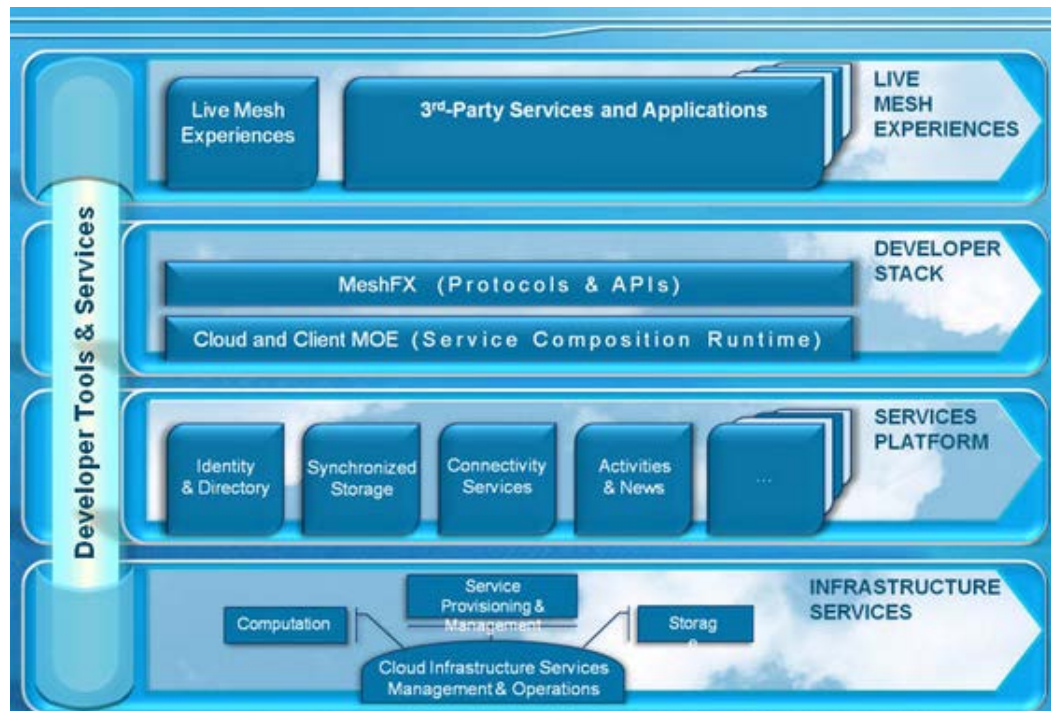 Developer Tools & Services
Live Mesh
Experiences
3rd-Party Services and Applications
LIVE
MESH
EXPERIENCES
MeshFX (Protocols & APIs)
Cloud and Client MOE (Service Composition Runtime)
DEVELOPER
STACK
Identity
& Directory
Synchronized
Storage
Connectivity
Services
Activities
& News
...
SERVICES
PLATFORM
Computation
Service
Provisioning &
Management
Storag
e
Cloud Infrastructure Services
Management & Operations
INFRASTRUCTURE
SERVICES